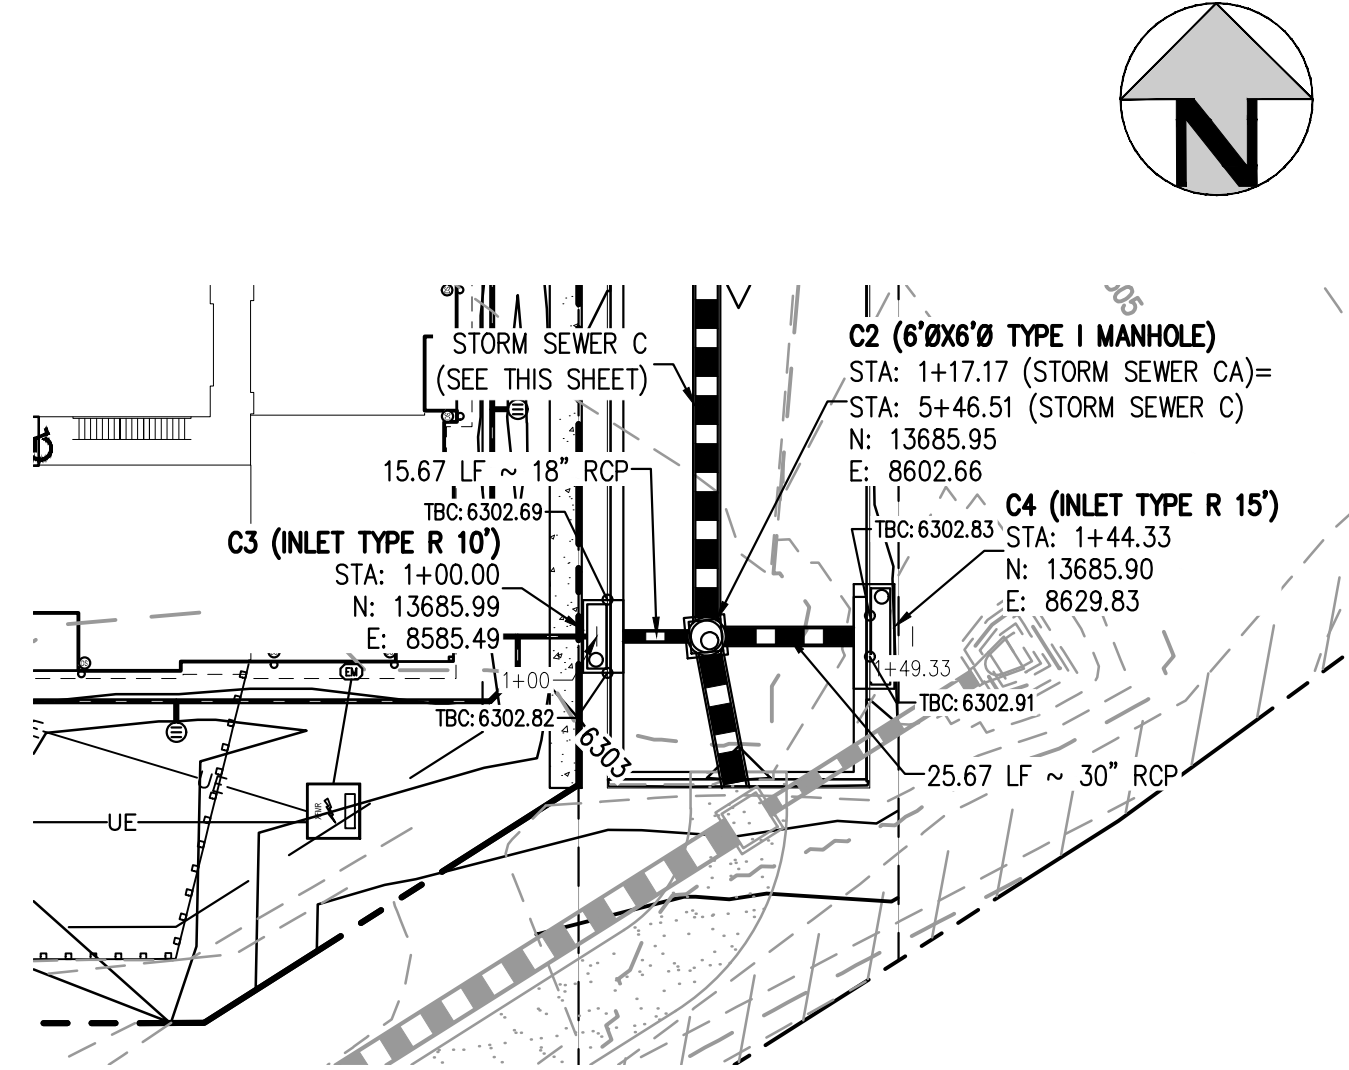 N
605
STORM SEWER C
(SEE THIS SHEET)
C2 (6'ØX6'Ø TYPE I MANHOLE)
STA: 1+17.17 (STORM SEWER CA)=
STA: 5+46.51 (STORM SEWER C)
N: 13685.95
E: 8602.66
15.67 LF ~ 18" RCP
TBC: 6302.69
C3 (INLET TYPE R 10')
STA: 1+00.00
N: 13685.99
E: 8585.49
C4 (INLET TYPE R 15')
STA: 1+44.33
N: 13685.90
E: 8629.83
TBC: 6302.83
1+00
1+49.33
EM
TBC: 6302.82
TBC: 6302.91
6303
25.67 LF ~ 30" RCP
UE